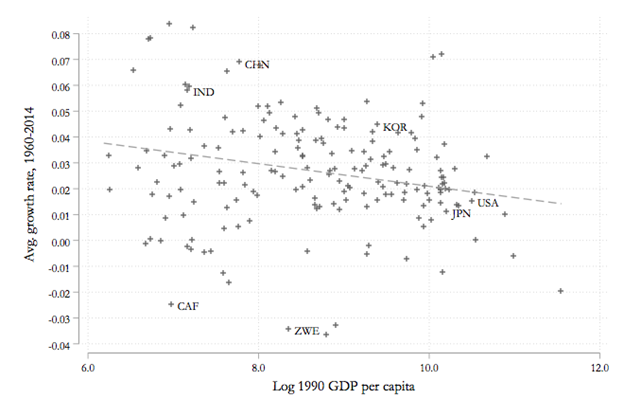 0.08
0.07
CHN
0.06
IND
0.05
0.04
KOR
0.03
0.02
USA
JPN
0.01
0.00
-0.01
-0.02
CAF
-0.03
ZWE
-0.04
6.0 8.0 10.0 12.0
Log 1990 GDP per capita
Avg. growth rate, 1960-2014